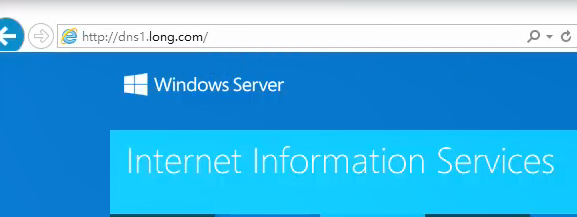 http://dns1.long.com/
Windows Server
Internet Information Services